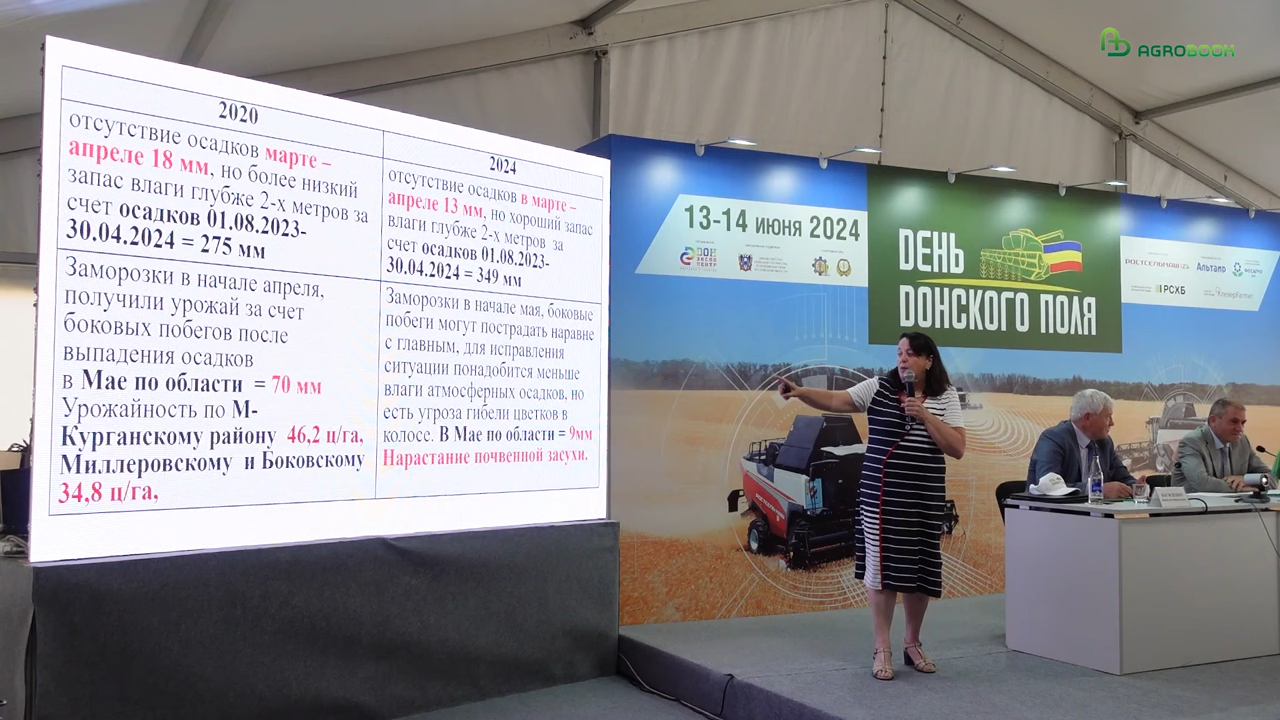 AGROBOOK
2020
отсутствие осадков марте –
апреле 18 мм, но более низкий
запас влаги глубже 2-х метров за
счет осадков 01.08.2023-
30.04.2024 = 275 мм
Заморозки в начале апреля,
получили урожай за счет
боковых побегов после
выпадения осадков
в Мае по области = 70 мм
Урожайность по М-
Курганскому району 46,2 ц/га,
Миллеровскому и Боковскому
34,8 ц/га,
2024
отсутствие осадков в марте –
апреле 13 мм, но хороший запас
влаги глубже 2-х метров за
счет осадков 01.08.2023-
30.04.2024 = 349 мм
Заморозки в начале мая, боковые
побеги могут пострадать наравне
с главным, для исправления
ситуации понадобится меньше
влаги атмосферных осадков, но
есть угроза гибели цветков в
колосе. В Мае по области = 9мм
Нарастание почвенной засухи.
13-14 июня 2024
ДОН
ЭКСПО
ЦЕНТР
ДЕНЬ
ДОНСКОГО ПОЛЯ
РОСТСЕЛЬМАШ
Альтаир
РСХБ
КлеверFarmer